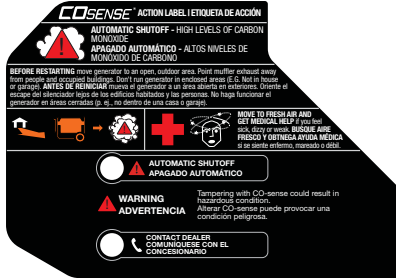 COSENSE® ACTION LABEL | ETIQUETA DE ACCIÓN
AUTOMATIC SHUTOFF - HIGH LEVELS OF CARBON
MONOXIDE
APAGADO AUTOMÁTICO - ALTOS NIVELES DE
MONÓXIDO DE CARBONO
BEFORE RESTARTING move generator to an open, outdoor area. Point muffler exhaust away
from people and occupied buildings. Don't run generator in enclosed areas (E.G. Not in house
or garage). ANTES DE REINICIAR mueva el generador a un área abierta en exteriores. Oriente el
escape del silenciador lejos de los edificios habitados y las personas. No haga funcionar el
generador en áreas cerradas (p. ej., no dentro de una casa o garaje).
MOVE TO FRESH AIR AND
GET MEDICAL HELP if you feel
sick, dizzy or weak. BUSQUE AIRE
FRESCO Y OBTNEGA AYUDA MÉDICA
si se siente enfermo, mareado o débil.
AUTOMATIC SHUTOFF
APAGADO AUTOMÁTICO
WARNING
ADVERTENCIA
Tampering with CO-sense could result in
hazardous condition.
Alterar CO-sense puede provocar una
condición peligrosa.
CONTACT DEALER
COMUNÍQUESE CON EL
CONCESIONARIO